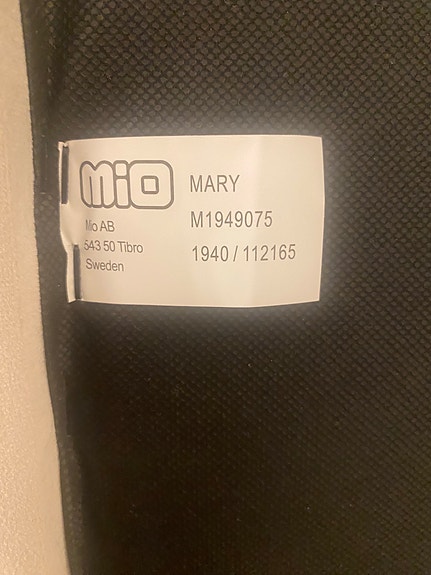 mio
Mio AB
543 50 Tibro
Sweden
MARY
M1949075
1940 / 112165